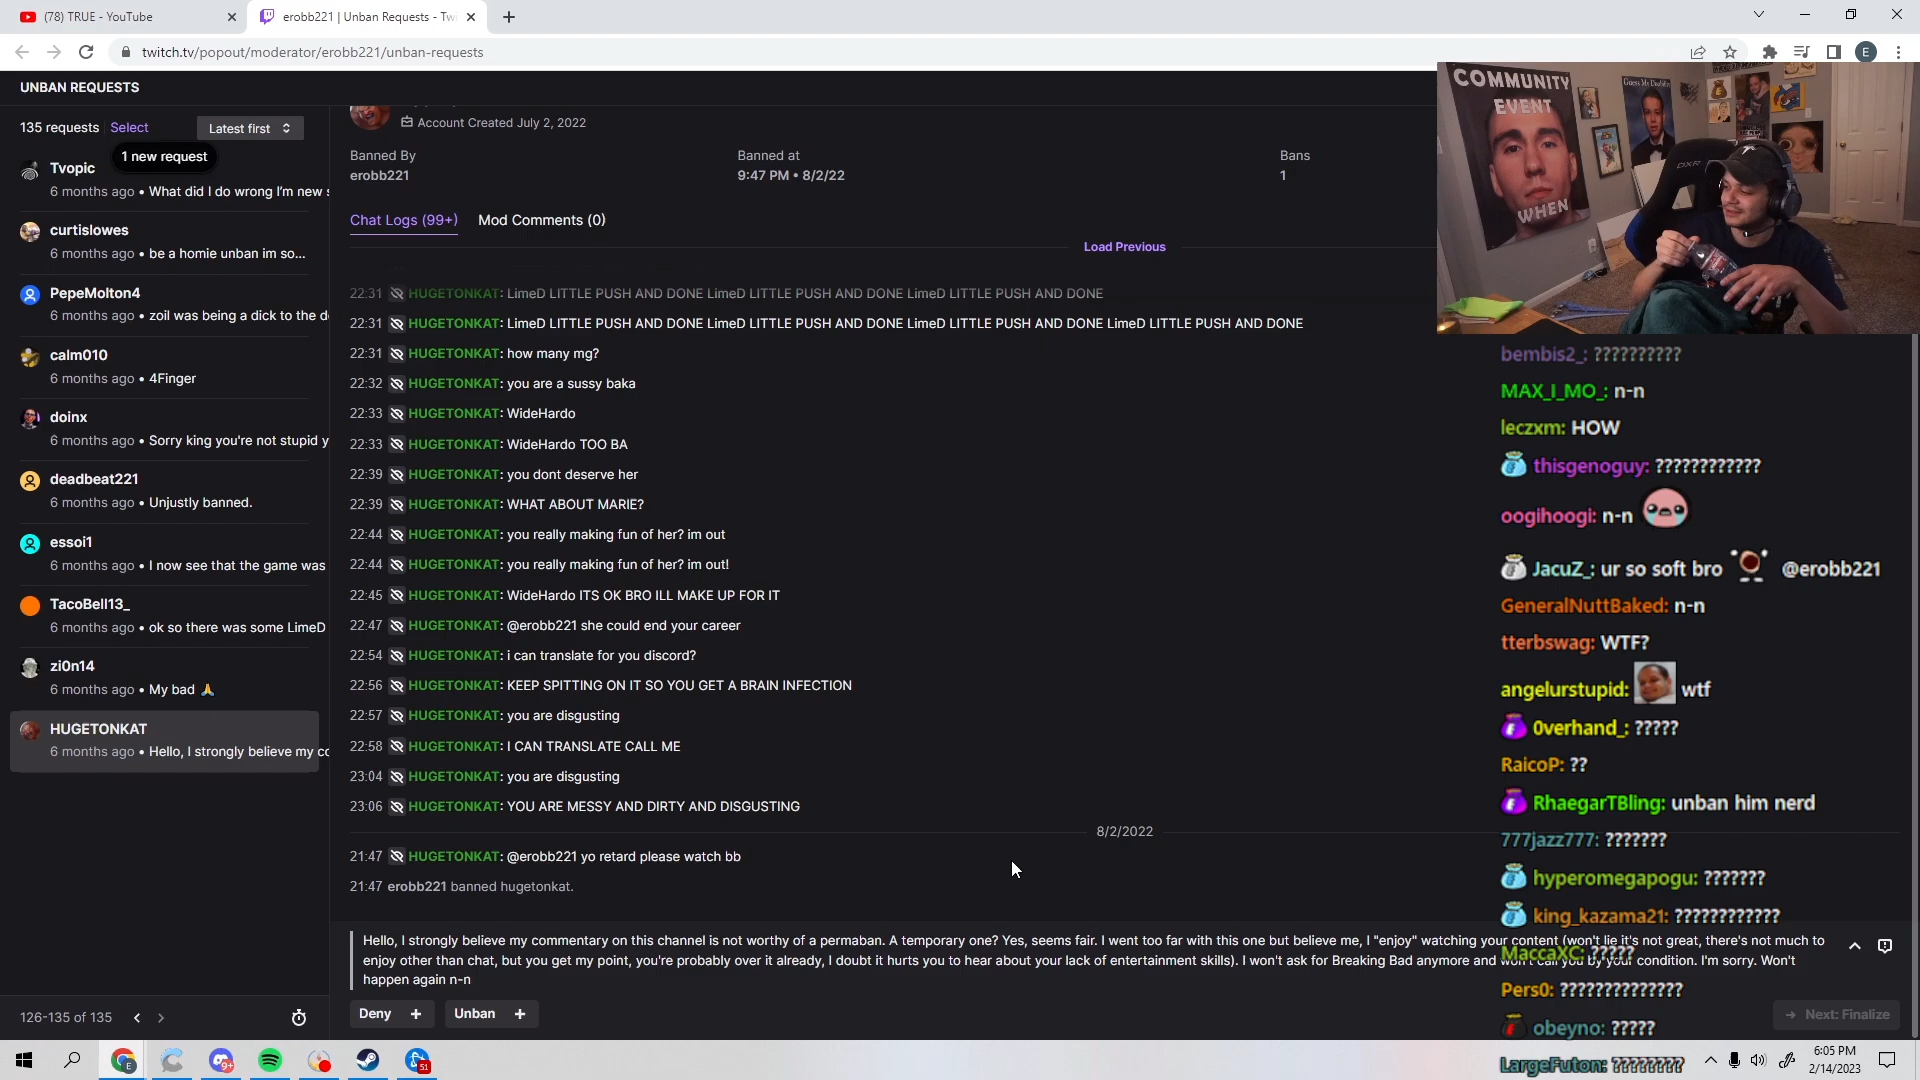 (78) TRUE - YouTube
erobb221 | Unban Requests - Tw
twitch.tv/popout/moderator/erobb221/unban-requests
E
UNBAN REQUESTS
135 requests Select
Latest first
1 new request
Tvopic
6 months ago • What did I do wrong I'm new s
curtislowes
6 months ago • be a homie unban im so...
PepeMolton4
6 months ago • zoil was being a dick to the d
calm010
6 months ago • 4Finger
doinx
6 months ago • Sorry king you're not stupid y
deadbeat221
6 months ago • Unjustly banned.
essoi1
6 months ago • I now see that the game was
TacoBell13_
6 months ago • ok so there was some LimeD
zi0n14
6 months ago • My bad 🙏
HUGETONKAT
6 months ago • Hello, I strongly believe my co
126-135 of 135
Account Created July 2, 2022
Banned By
erobb221
Banned at
9:47 PM • 8/2/22
Bans
1
Chat Logs (99+) Mod Comments (0)
Load Previous
22:31 HUGETONKAT: LimeD LITTLE PUSH AND DONE LimeD LITTLE PUSH AND DONE LimeD LITTLE PUSH AND DONE
22:31 HUGETONKAT: LimeD LITTLE PUSH AND DONE LimeD LITTLE PUSH AND DONE LimeD LITTLE PUSH AND DONE LimeD LITTLE PUSH AND DONE
22:31 HUGETONKAT: how many mg?
22:32 HUGETONKAT: you are a sussy baka
22:33 HUGETONKAT: WideHardo
22:33 HUGETONKAT: WideHardo TOO BA
22:39 HUGETONKAT: you dont deserve her
22:39 HUGETONKAT: WHAT ABOUT MARIE?
22:44 HUGETONKAT: you really making fun of her? im out
22:44 HUGETONKAT: you really making fun of her? im out!
22:45 HUGETONKAT: WideHardo ITS OK BRO ILL MAKE UP FOR IT
22:47 HUGETONKAT: @erobb221 she could end your career
22:54 HUGETONKAT: i can translate for you discord?
22:56 HUGETONKAT: KEEP SPITTING ON IT SO YOU GET A BRAIN INFECTION
22:57 HUGETONKAT: you are disgusting
22:58 HUGETONKAT: I CAN TRANSLATE CALL ME
23:04 HUGETONKAT: you are disgusting
23:06 HUGETONKAT: YOU ARE MESSY AND DIRTY AND DISGUSTING
8/2/2022
21:47 HUGETONKAT: @erobb221 yo retard please watch bb
21:47 erobb221 banned hugetonkat.
Hello, I strongly believe my commentary on this channel is not worthy of a permaban. A temporary one? Yes, seems fair. I went too far with this one but believe me, I "enjoy" watching your content (won't lie it's not great, there's not much to
enjoy other than chat, but you get my point, you're probably over it already, I doubt it hurts you to hear about your lack of entertainment skills). I won't ask for Breaking Bad anymore and won't call you by your condition. I'm sorry. Won't
happen again n-n
Deny + Unban +
Next: Finalize
COMMUNITY
EVENT
WHEN
DXR
bembis2_: ??????????
MAX_I_MO_: n-n
leczxm: HOW
thisgenoguy: ????????????
oogihoogi: n-n
JacuZ_: ur so soft bro @erobb221
GeneralNuttBaked: n-n
tterbswag: WTF?
angelurstupid: wtf
0verhand_: ?????
RaicoP: ??
RhaegarTBling: unban him nerd
777jazz777: ???????
hyperomegapogu: ???????
king_kazama21: ????????????
MaccaXC: ?????
Pers0: ??????????????
obeyno: ?????
LargeFuton: ????????
E
9+
51
6:05 PM
2/14/2023